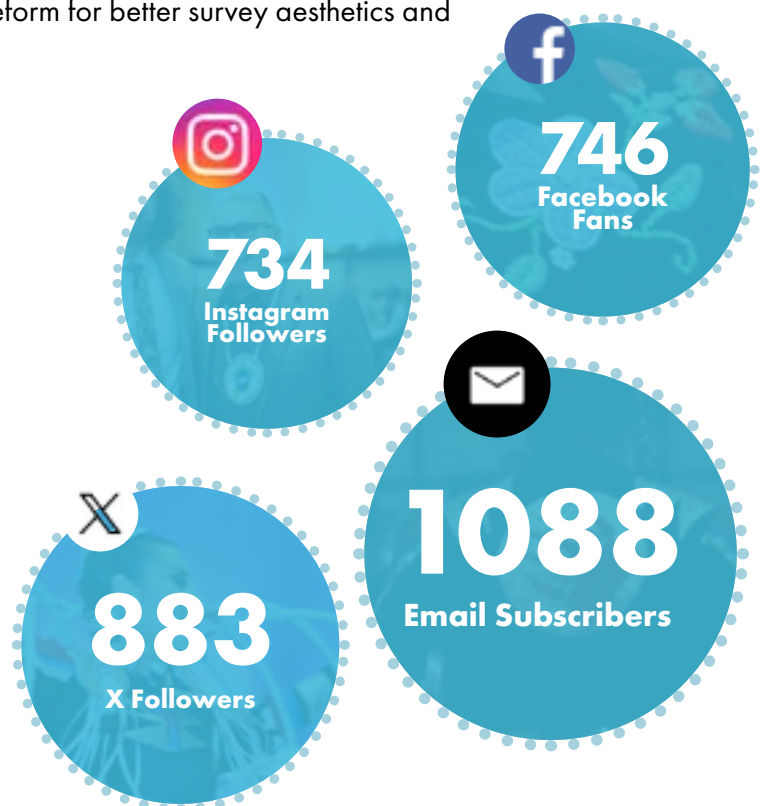 eform for better survey aesthetics and
746
Facebook
Fans
734
Instagram
Followers
1088
Email Subscribers
883
X Followers